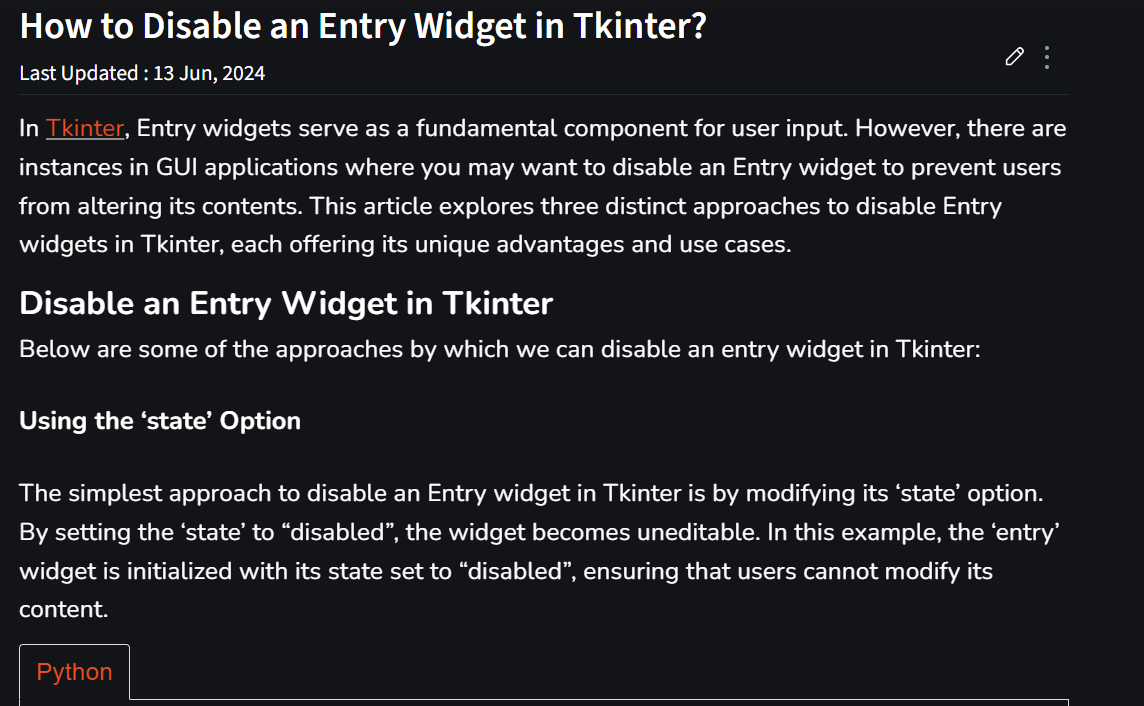 How to Disable an Entry Widget in Tkinter?
Last Updated : 13 Jun, 2024
In Tkinter, Entry widgets serve as a fundamental component for user input. However, there are
instances in GUI applications where you may want to disable an Entry widget to prevent users
from altering its contents. This article explores three distinct approaches to disable Entry
widgets in Tkinter, each offering its unique advantages and use cases.
Disable an Entry Widget in Tkinter
Below are some of the approaches by which we can disable an entry widget in Tkinter:
Using the ‘state’ Option
The simplest approach to disable an Entry widget in Tkinter is by modifying its ‘state’ option.
By setting the ‘state’ to “disabled”, the widget becomes uneditable. In this example, the ‘entry’
widget is initialized with its state set to “disabled”, ensuring that users cannot modify its
content.
Python